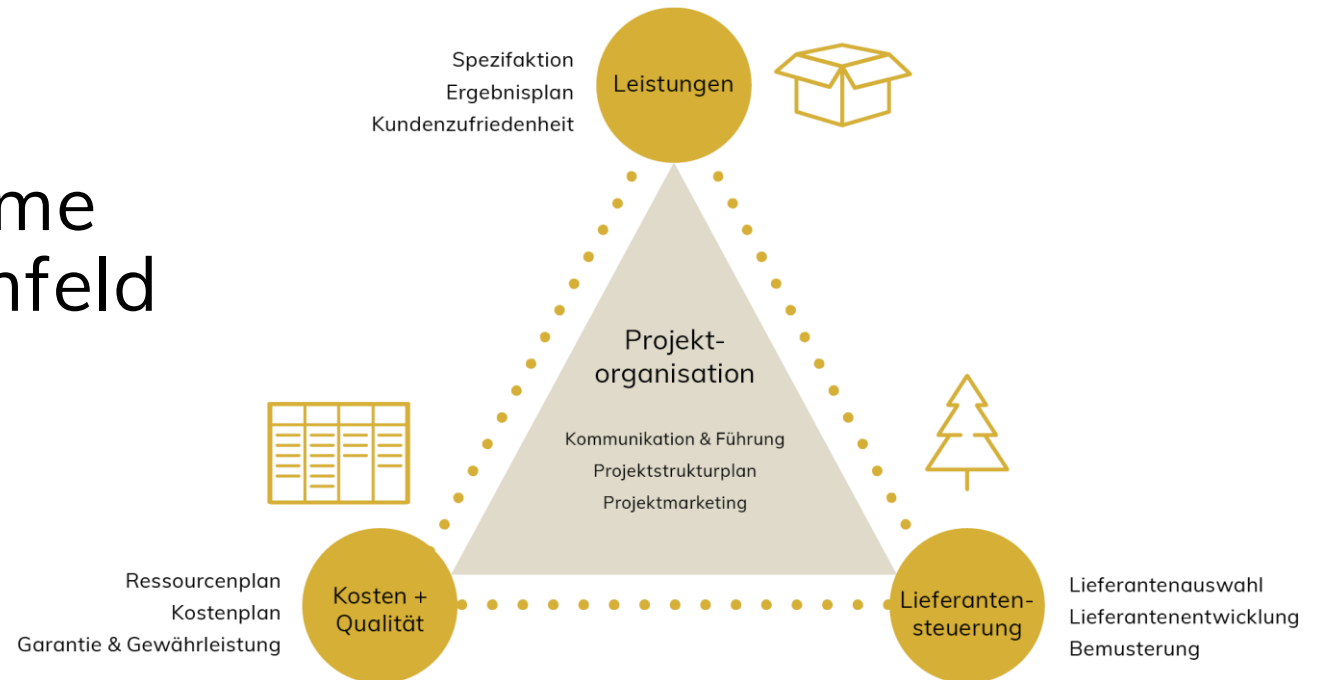 Spezifaktion
Ergebnisplan
Kundenzufriedenheit
Leistungen
me
nfeld
Projekt-
organisation
Kommunikation & Führung
Projektstrukturplan
Projektmarketing
Ressourcenplan
Kostenplan
Garantie & Gewährleistung
Kosten +
Qualität
Lieferanten-
steuerung
Lieferantenauswahl
Lieferantenentwicklung
Bemusterung